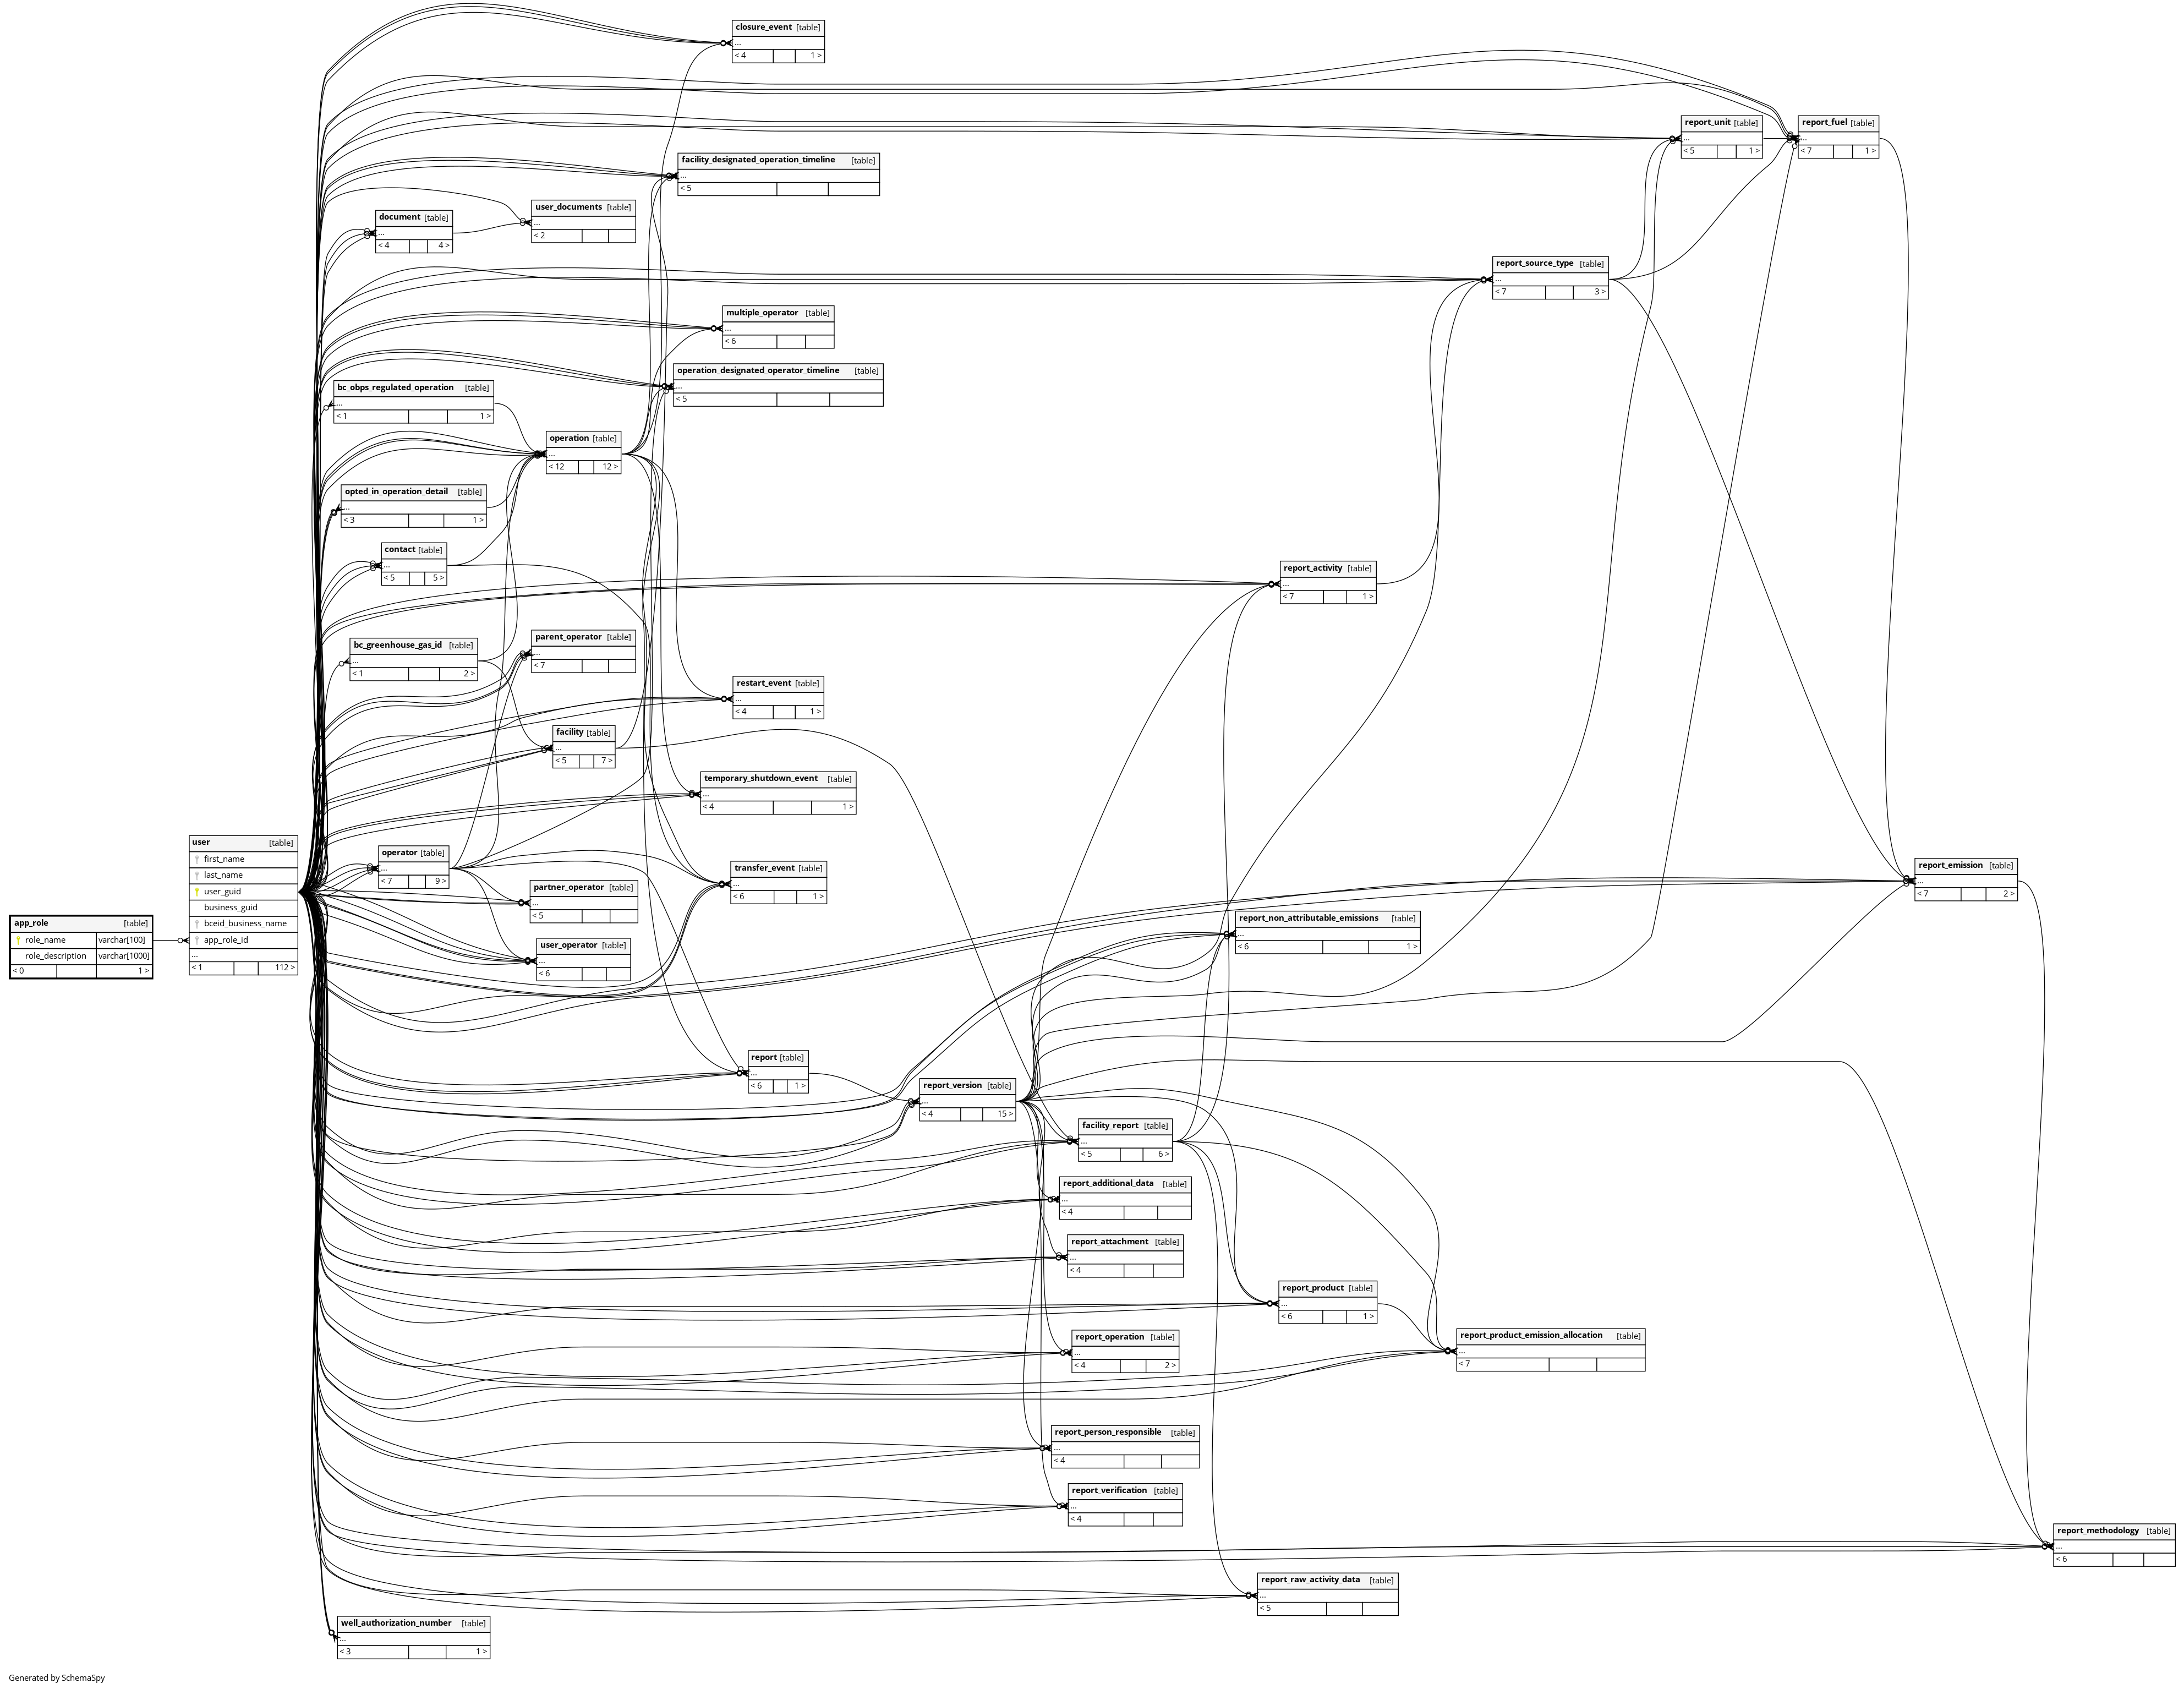 closure_event [table]
...
< 4 1 >
report_unit [table]
...
< 5 1 >
report_fuel [table]
...
< 7 1 >
facility_designated_operation_timeline [table]
...
< 5
user_documents [table]
...
< 2
document [table]
...
< 4 4 >
report_source_type [table]
...
< 7 3 >
multiple_operator [table]
...
< 6
operation_designated_operator_timeline [table]
...
< 5
bc_obps_regulated_operation [table]
...
< 1 1 >
operation [table]
...
< 12 12 >
opted_in_operation_detail [table]
...
< 3 1 >
contact [table]
...
< 5 5 >
report_activity [table]
...
< 7 1 >
parent_operator [table]
...
< 7
bc_greenhouse_gas_id [table]
...
< 1 2 >
restart_event [table]
...
< 4 1 >
facility [table]
...
< 5 7 >
temporary_shutdown_event [table]
...
< 4 1 >
user [table]
first_name
last_name
user_guid
business_guid
bceid_business_name
app_role_id
...
< 1 112 >
operator [table]
...
< 7 9 >
transfer_event [table]
...
< 6 1 >
report_emission [table]
...
< 7 2 >
partner_operator [table]
...
< 5
app_role [table]
role_name varchar[100]
role_description varchar[1000]
< 0 1 >
report_non_attributable_emissions [table]
...
< 6 1 >
user_operator [table]
...
< 6
report [table]
...
< 6 1 >
report_version [table]
...
< 4 15 >
facility_report [table]
...
< 5 6 >
report_additional_data [table]
...
< 4
report_attachment [table]
...
< 4
report_product [table]
...
< 6 1 >
report_operation [table]
...
< 4 2 >
report_product_emission_allocation [table]
...
< 7
report_person_responsible [table]
...
< 4
report_verification [table]
...
< 4
report_methodology [table]
...
< 6
report_raw_activity_data [table]
...
< 5
well_authorization_number [table]
...
< 3 1 >
Generated by SchemaSpy